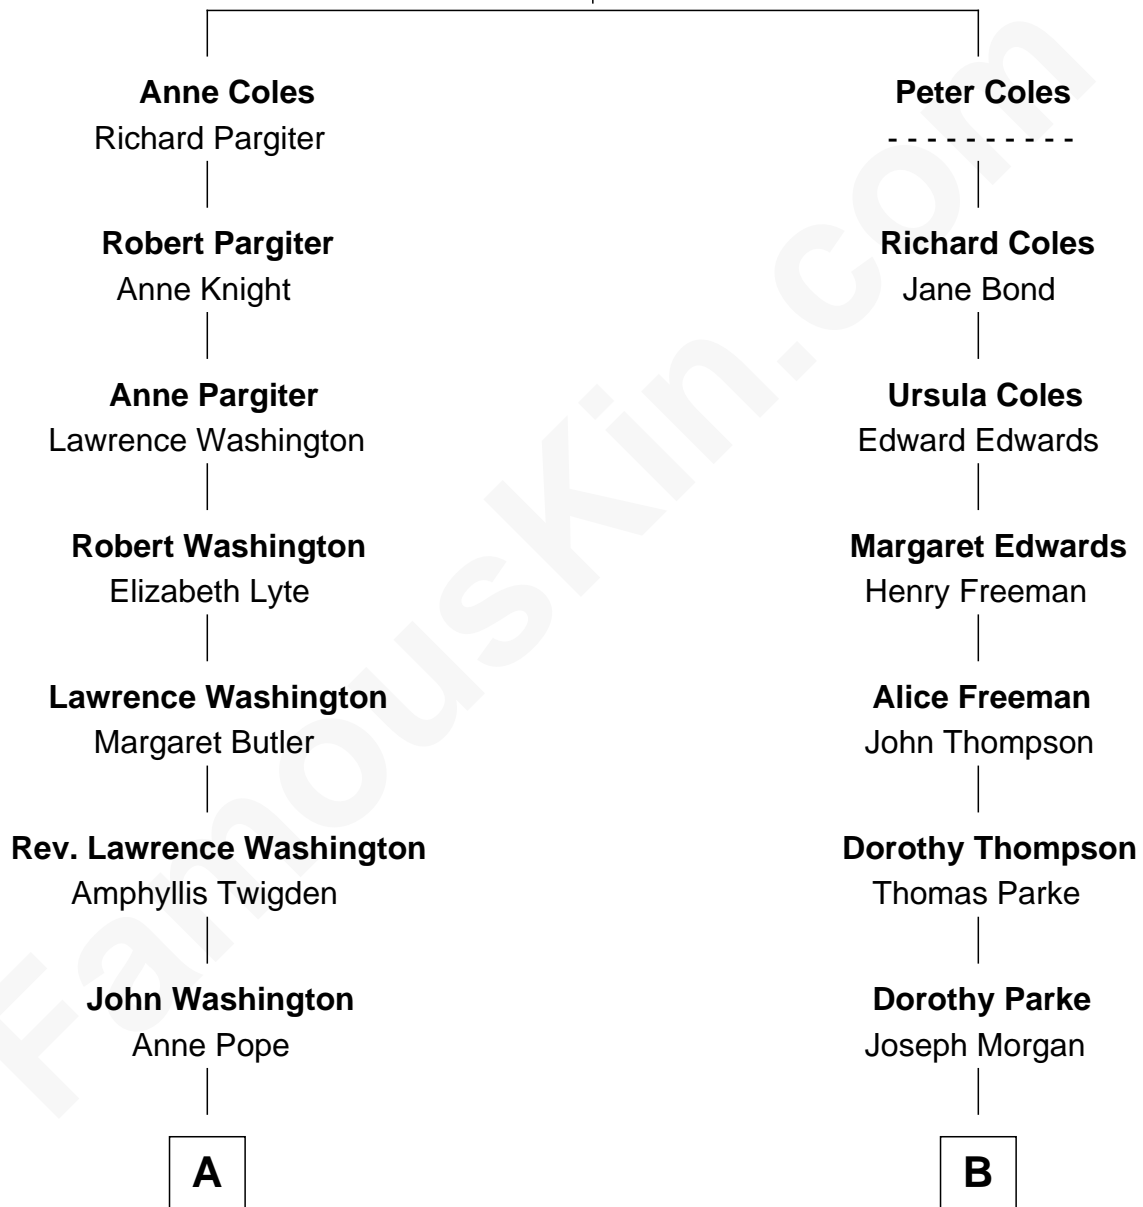 Anne Coles
Richard Pargiter
Peter Coles
- - - - - - - - - -
Robert Pargiter
Anne Knight
Richard Coles
Jane Bond
Anne Pargiter
Lawrence Washington
Ursula Coles
Edward Edwards
Robert Washington
Elizabeth Lyte
Margaret Edwards
Henry Freeman
Lawrence Washington
Margaret Butler
Alice Freeman
John Thompson
Rev. Lawrence Washington
Amphyllis Twigden
Dorothy Thompson
Thomas Parke
John Washington
Anne Pope
Dorothy Parke
Joseph Morgan
A
B
FamousKin.com